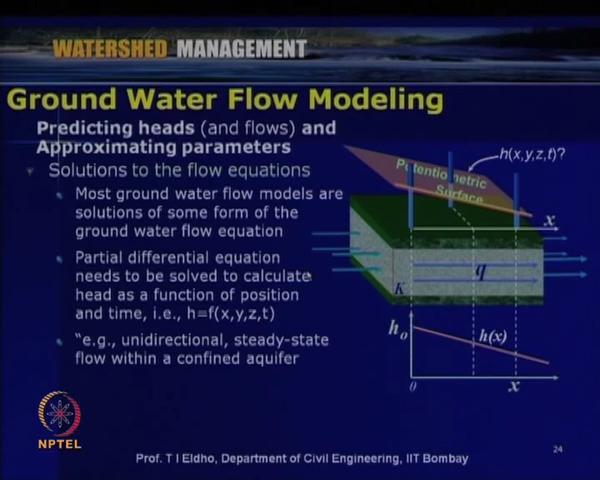 WATERSHED MANAGEMENT
Ground Water Flow Modeling
Predicting heads (and flows) and
Approximating parameters
Solutions to the flow equations
Most ground water flow models are
solutions of some form of the
ground water flow equation
Partial differential equation
needs to be solved to calculate
head as a function of position
and time, i.e., h=f(x,y,z,t)
“e.g., unidirectional, steady-state
flow within a confined aquifer
h(x,y,z,t)?
Potentiometric
Surface
x
q
K
ho
h(x)
0
x
NPTEL
Prof. T I Eldho, Department of Civil Engineering, IIT Bombay
24